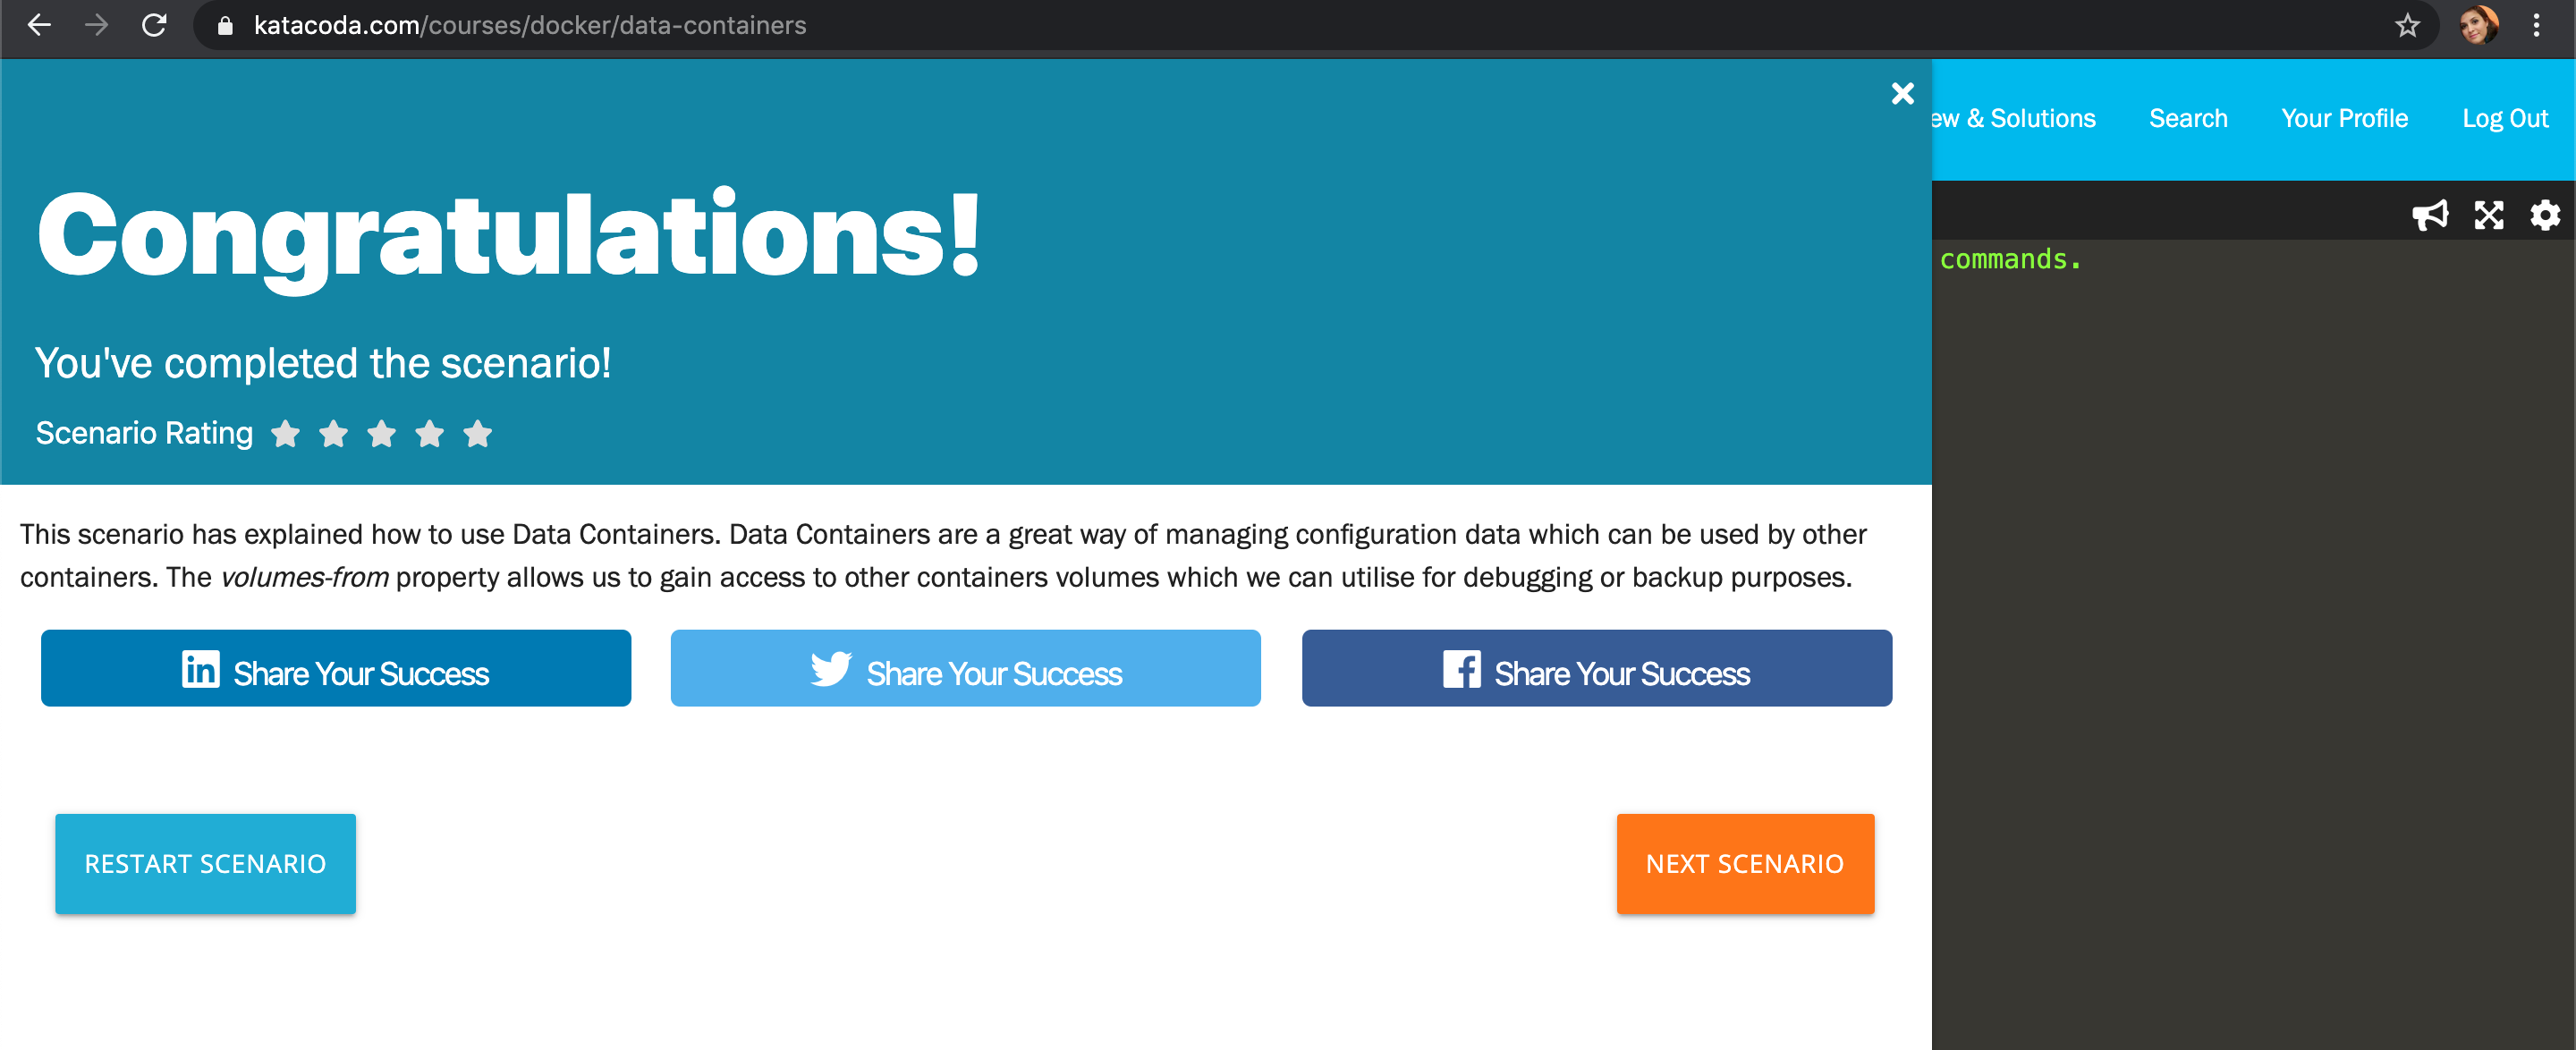 katacoda.com/courses/docker/data-containers
ew & Solutions
Search
Your Profile
Log Out
Congratulations!
commands.
You've completed the scenario!
Scenario Rating
This scenario has explained how to use Data Containers. Data Containers are a great way of managing configuration data which can be used by other
containers. The volumes-from property allows us to gain access to other containers volumes which we can utilise for debugging or backup purposes.
in Share Your Success
Share Your Success
f Share Your Success
RESTART SCENARIO
NEXT SCENARIO